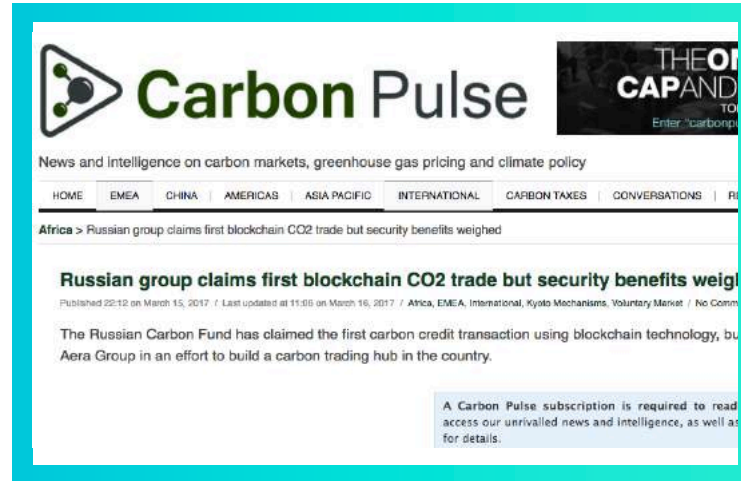 THE
CAPAND
TO
Enter "carbonpu
Carbon Pulse
News and intelligence on carbon markets, greenhouse gas pricing and climate policy
HOME EMEA CHINA AMERICAS ASIA PACIFIC INTERNATIONAL CARBON TAXES CONVERSATIONS
Africa > Russian group claims first blockchain CO2 trade but security benefits weighed
Russian group claims first blockchain CO2 trade but security benefits weig
Published 22:12 on March 15, 2017 / Last updated at 11:06 on March 16, 2017 / Africa, EMEA, International, Kyoto Mechanisms, Voluntary Market / No Comm
The Russian Carbon Fund has claimed the first carbon credit transaction using blockchain technology, bu
Aera Group in an effort to build a carbon trading hub in the country.
A Carbon Pulse subscription is required to read
access our unrivalled news and intelligence, as well as
for details.